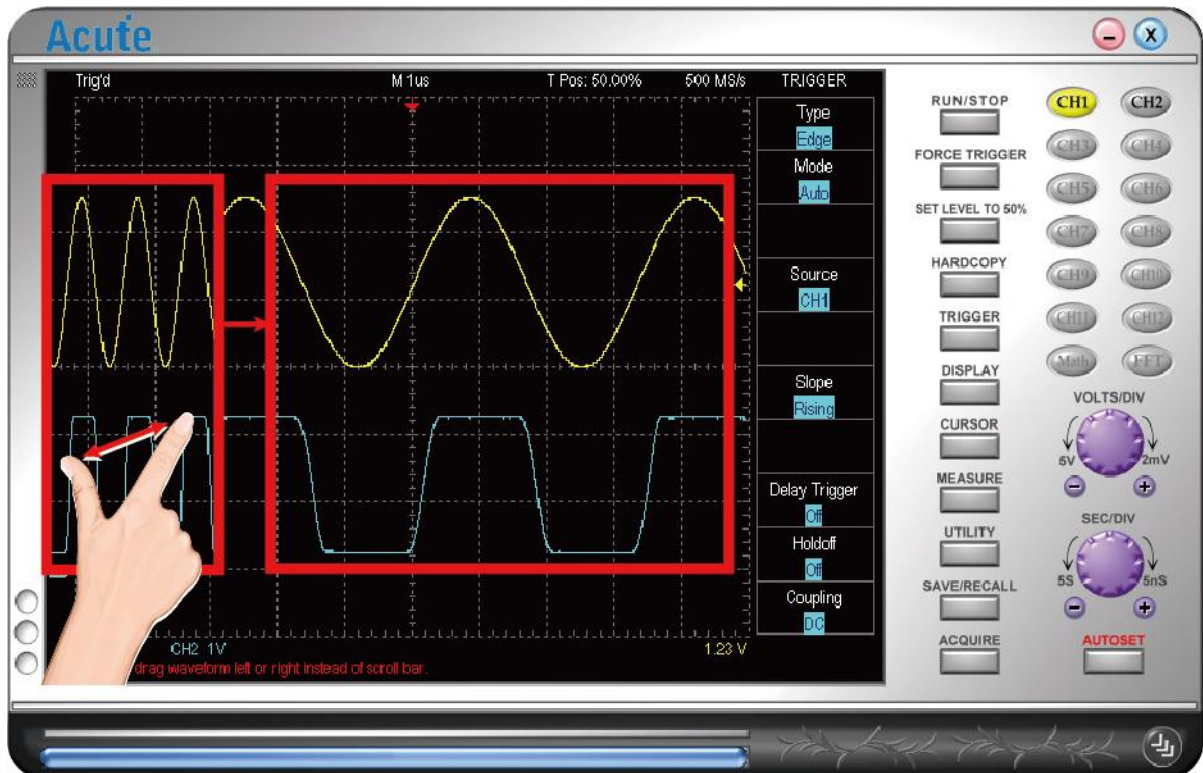 Acute
Trig'd M 1us T Pos: 50.00% 500 MS/s TRIGGER
Type
Edge
Mode
Auto
Source
CH1
Slope
Rising
Delay Trigger
Off
Holdoff
Off
Coupling
DC
CH2 1V 1.23 V
drag waveform left or right instead of scroll bar.
RUN/STOP
FORCE TRIGGER
SET LEVEL TO 50%
HARDCOPY
TRIGGER
DISPLAY
CURSOR
MEASURE
UTILITY
SAVE/RECALL
ACQUIRE
CH1 CH2
CH3 CH4
CH5 CH6
CH7 CH8
CH9 CH10
CH11 CH12
Math FFT
VOLTS/DIV
5V 2mV
SEC/DIV
5S 5nS
AUTOSET